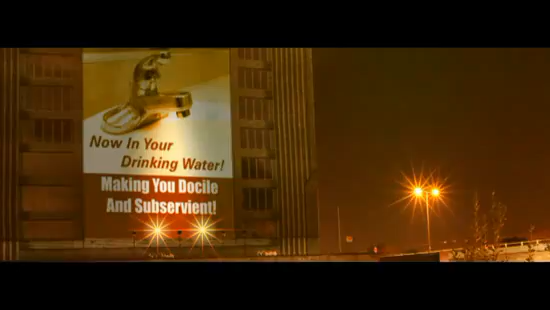 Now In Your
Drinking Water!
Making You Docile
And Subservient!